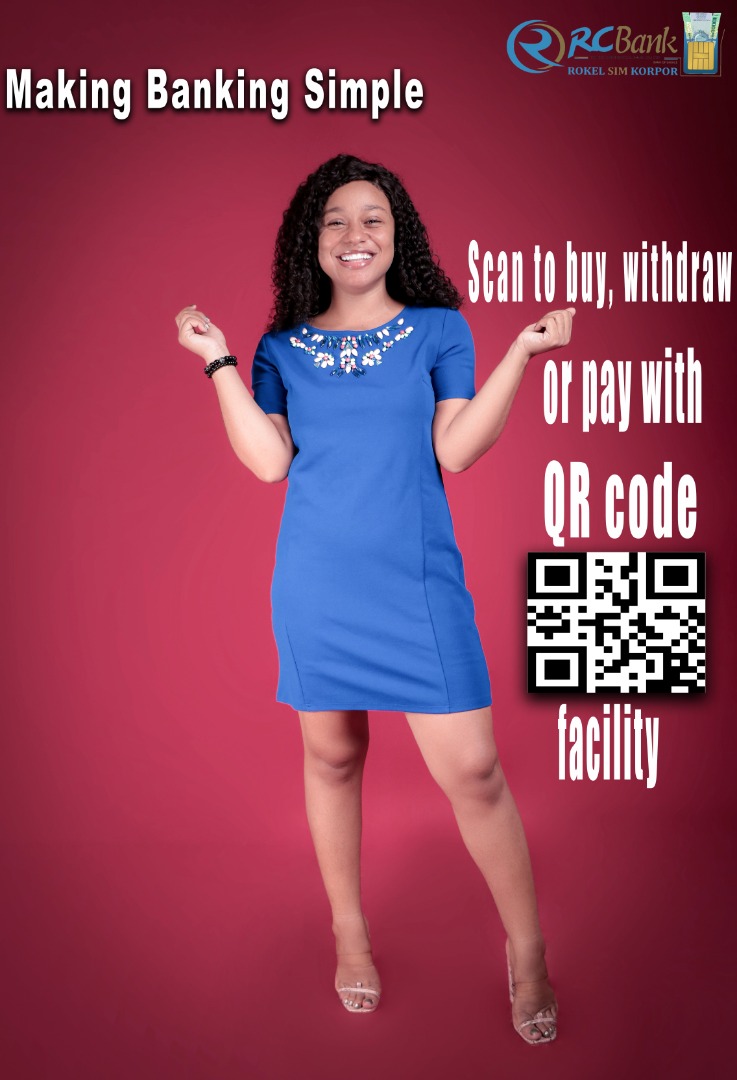 RCBank
ROKEL SIM KORPOR
Making Banking Simple
Scan to buy, withdraw
or pay with
QR code
facility